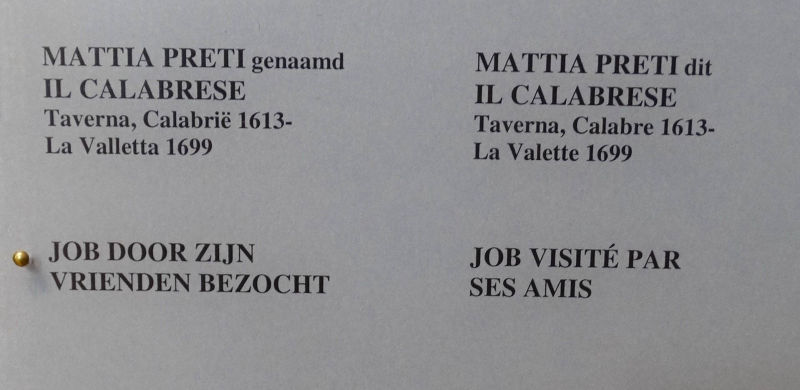 MATTIA PRETI genaamd
IL CALABRESE
Taverna, Calabrië 1613-
La Valletta 1699
JOB DOOR ZIJN
VRIENDEN BEZOCHT
MATTIA PRETI dit
IL CALABRESE
Taverna, Calabre 1613-
La Valette 1699
JOB VISITÉ PAR
SES AMIS